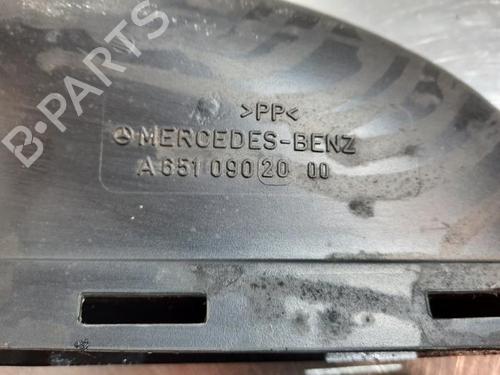 >PP<
MERCEDES-BENZ
A 651 090 20 00
B-Parts